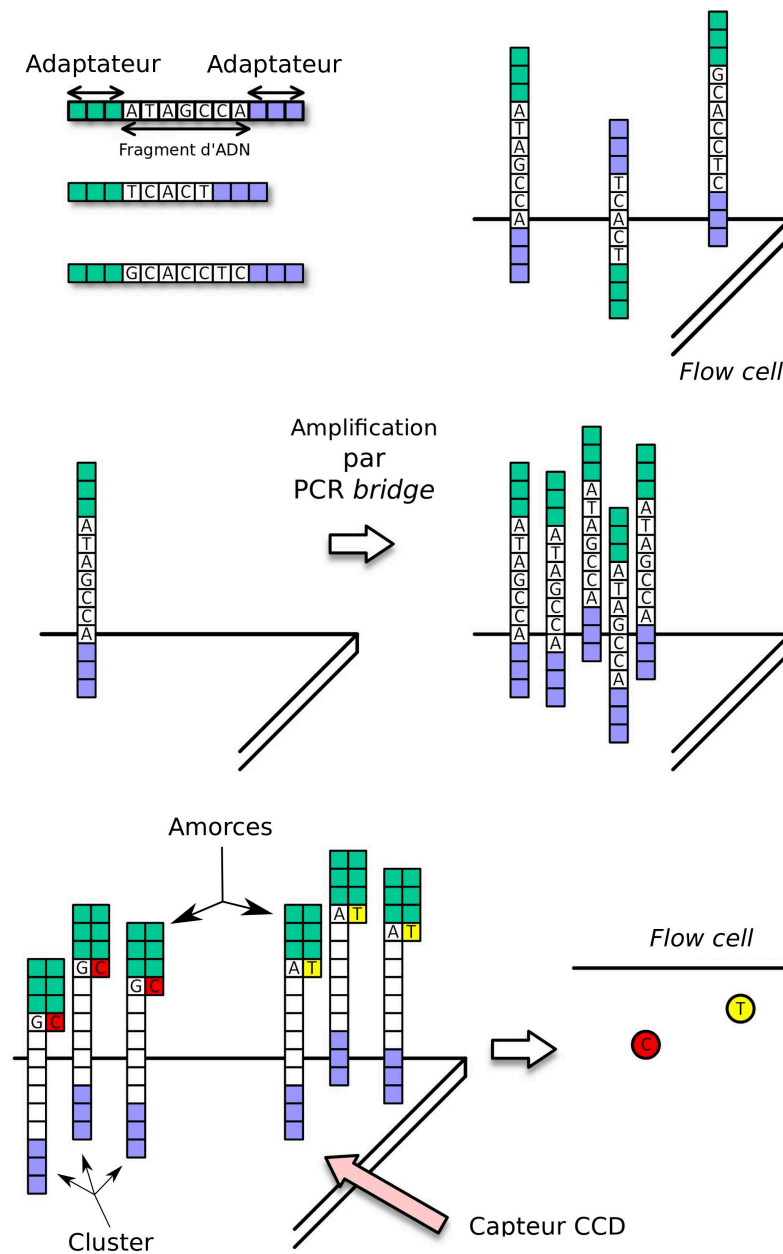 Adaptateur Adaptateur
ATAGCCA
Fragment d'ADN
TCACT
GCACCTC
ATAGCCA
TCACT
GCACCTC
Flow cell
ATAGCCA
Amplification
par
PCR bridge
ATAGCCA
ATAGCCA
ATAGCCA
ATAGCCA
ATAGCCA
Amorces
GC
GC
GC
AT
AT
AT
Cluster
Capteur CCD
Flow cell
T
C